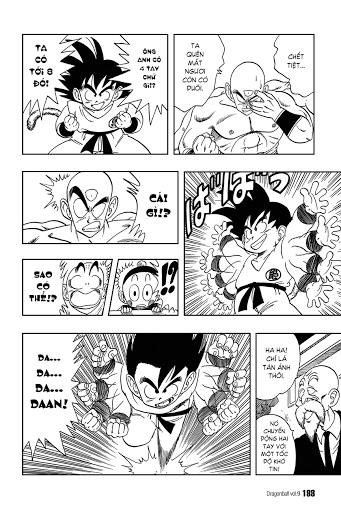 CHẾT
TIỆT...
TA
QUÊN
MẤT
NGƯƠI
CÒN CÓ
ĐUÔI.
ÔNG
ANH CÓ
4 TAY
CHỨ
GÌ!?
TA
CÓ
TỚI 8
ĐÔI!
CÁI
GÌ!?
!?
SAO
CÓ
THỂ!?
HA HA!
CHỈ LÀ
TÀN ẢNH
THÔI.
NÓ
CHUYỂN
ĐỘNG HAI
TAY VỚI
MỘT TỐC
ĐỘ KHÓ
TIN!
DA...
DA...
DA...
DAAN!
Dragonball vol.9 188